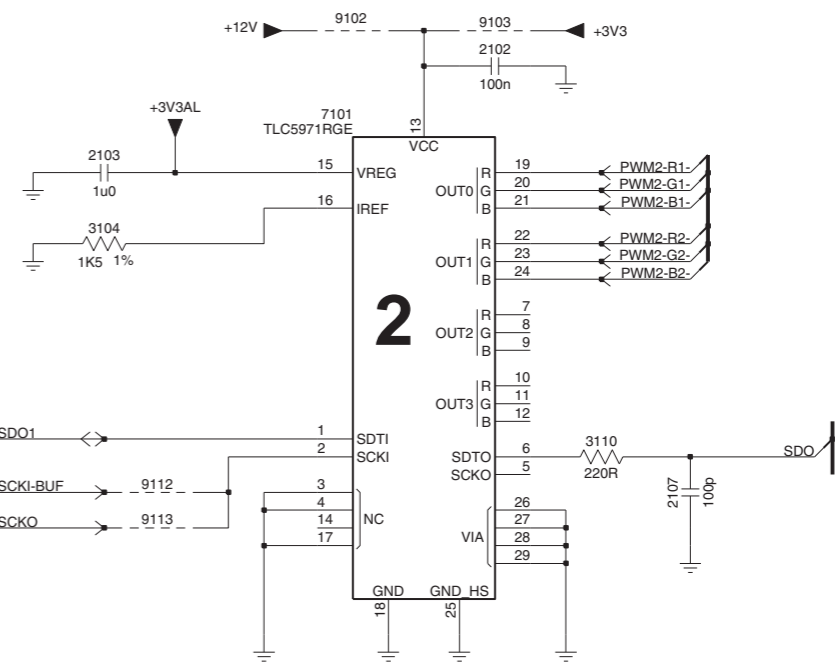 9102
9103
+12V
+3V3
2102
100n
+3V3AL
7101
TLC5971RGE
13
VCC
2103
1u0
15
VREG
19
R
PWM2-R1-
OUT0
20
G
PWM2-G1-
21
B
PWM2-B1-
16
IREF
3104
1K5 1%
22
R
PWM2-R2-
OUT1
23
G
PWM2-G2-
24
B
PWM2-B2-
2
7
R
OUT2
8
G
9
B
10
R
OUT3
11
G
12
B
SDO1
1
SDTI
2
SCKI
SDTO
6
3110
220R
SDO
SCKO
5
2107
100p
SCKI-BUF
9112
SCKO
9113
3
4
14
17
NC
VIA
26
27
28
29
GND
18
GND_HS
25